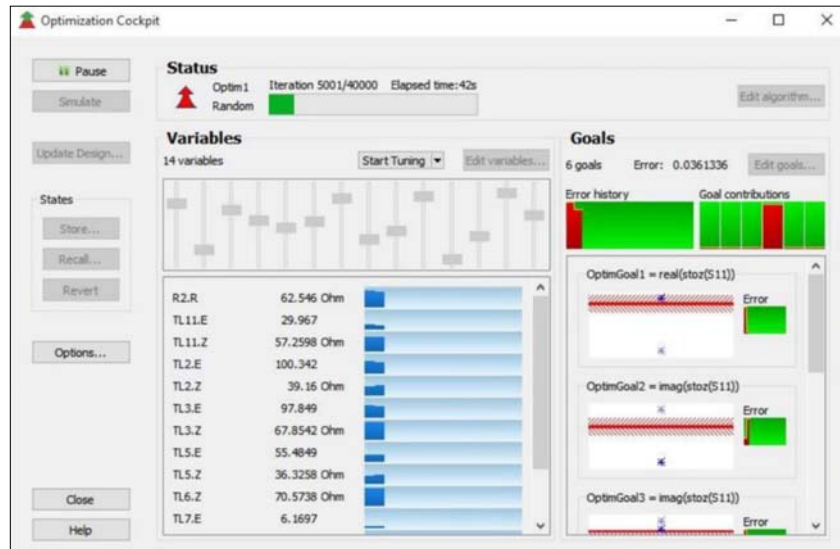 Optimization Cockpit
Pause
Simulate
Update Design...
States
Store...
Recall...
Revert
Options...
Close
Help
Status
Optim1 Iteration 5001/40000 Elapsed time:42s
Random
Edit algorithm...
Variables
14 variables Start Tuning Edit variables...
R2.R 62.546 Ohm
TL11.E 29.967
TL11.Z 57.2598 Ohm
TL2.E 100.342
TL2.Z 39.16 Ohm
TL3.E 97.849
TL3.Z 67.8542 Ohm
TL5.E 55.4849
TL5.Z 36.3258 Ohm
TL6.Z 70.5738 Ohm
TL7.E 6.1697
Goals
6 goals Error: 0.0361336 Edit goals...
Error history Goal contributions
OptimGoal1 = real(stoz(S11))
Error
OptimGoal2 = imag(stoz(S11))
Error
OptimGoal3 = imag(stoz(S11))
Error